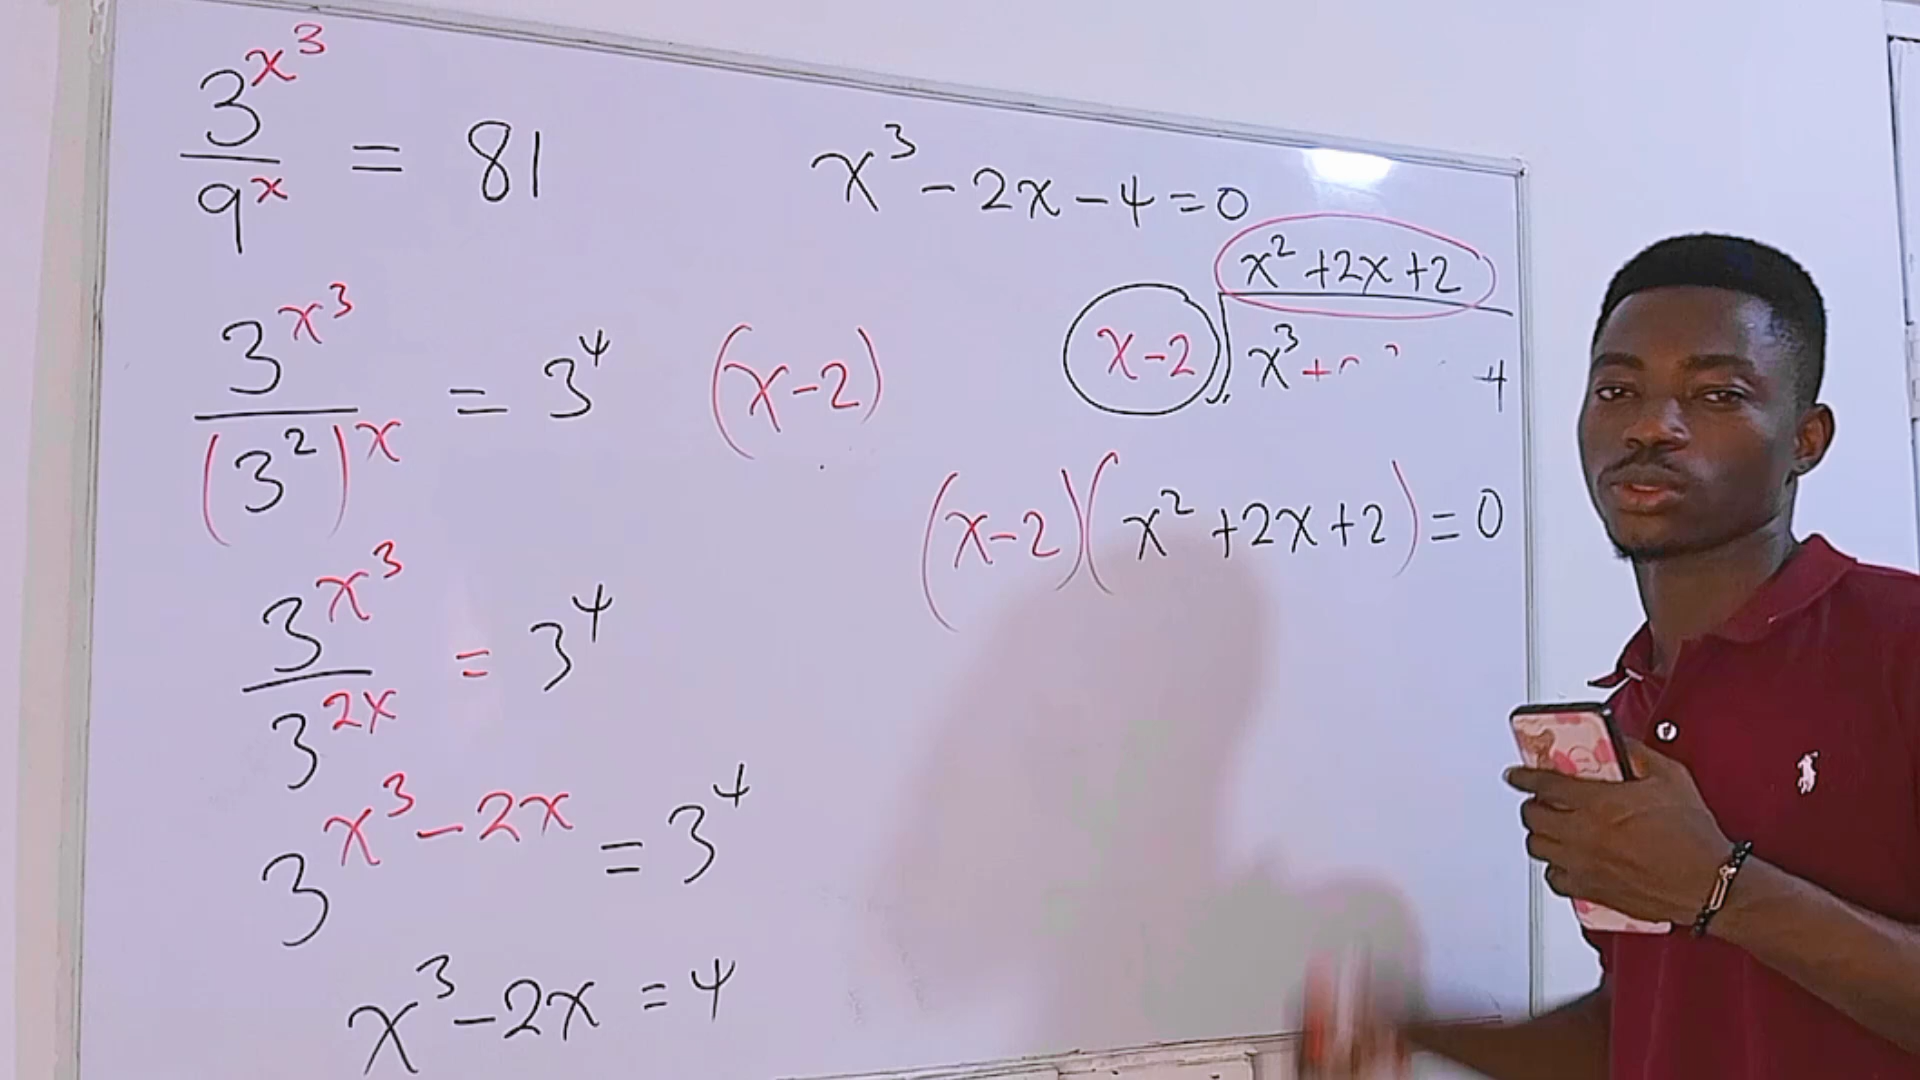 3^{x^3} / 9^x = 81
3^{x^3} / (3^2)^x = 3^4
3^{x^3} / 3^{2x} = 3^4
3^{x^3-2x} = 3^4
x^3-2x = 4
(x-2)
x^3-2x-4=0
x^2+2x+2
x-2 x^3+ 4
(x-2)(x^2+2x+2)=0